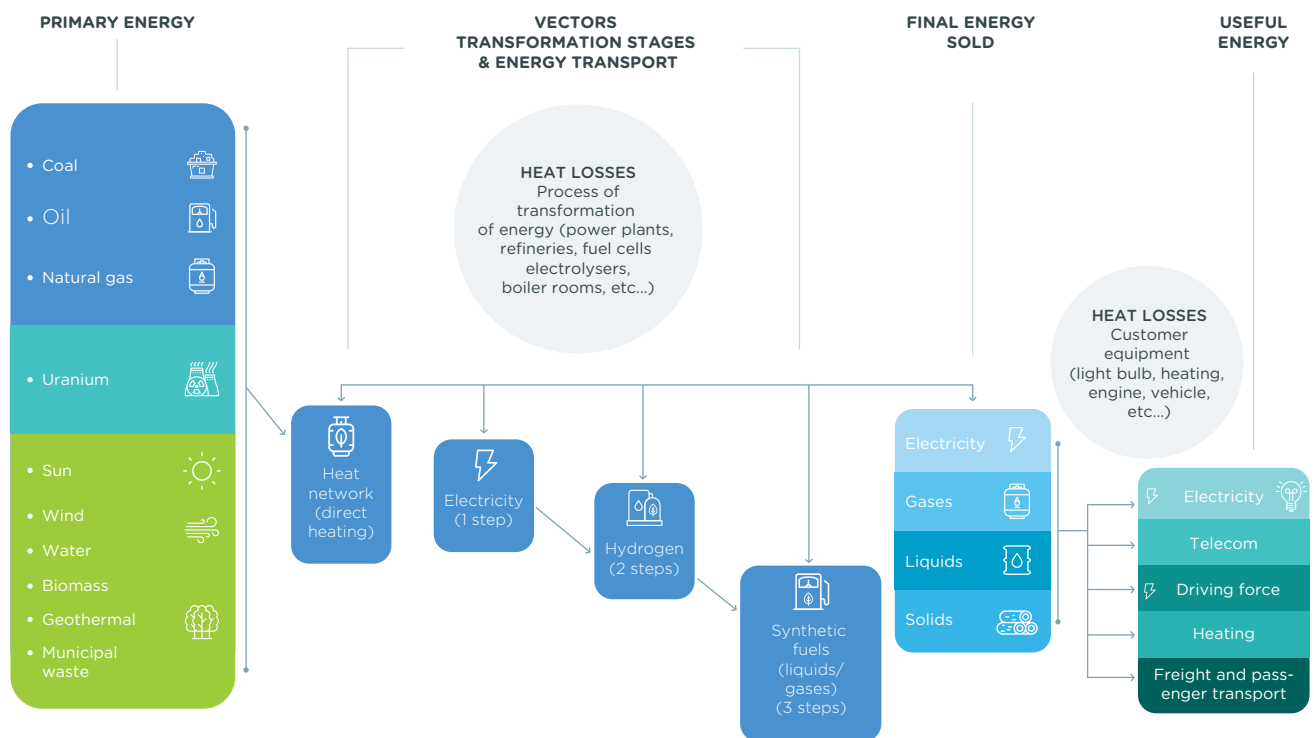 PRIMARY ENERGY
VECTORS
TRANSFORMATION STAGES
& ENERGY TRANSPORT
FINAL ENERGY
SOLD
USEFUL
ENERGY
• Coal
• Oil
• Natural gas
• Uranium
• Sun
• Wind
• Water
• Biomass
• Geothermal
• Municipal
waste
HEAT LOSSES
Process of
transformation
of energy (power plants,
refineries, fuel cells
electrolysers,
boiler rooms, etc...)
Heat
network
(direct
heating)
Electricity
(1 step)
Hydrogen
(2 steps)
Synthetic
fuels
(liquids/
gases)
(3 steps)
Electricity
Gases
Liquids
Solids
HEAT LOSSES
Customer
equipment
(light bulb, heating,
engine, vehicle,
etc...)
Electricity
Telecom
Driving force
Heating
Freight and pass-
enger transport